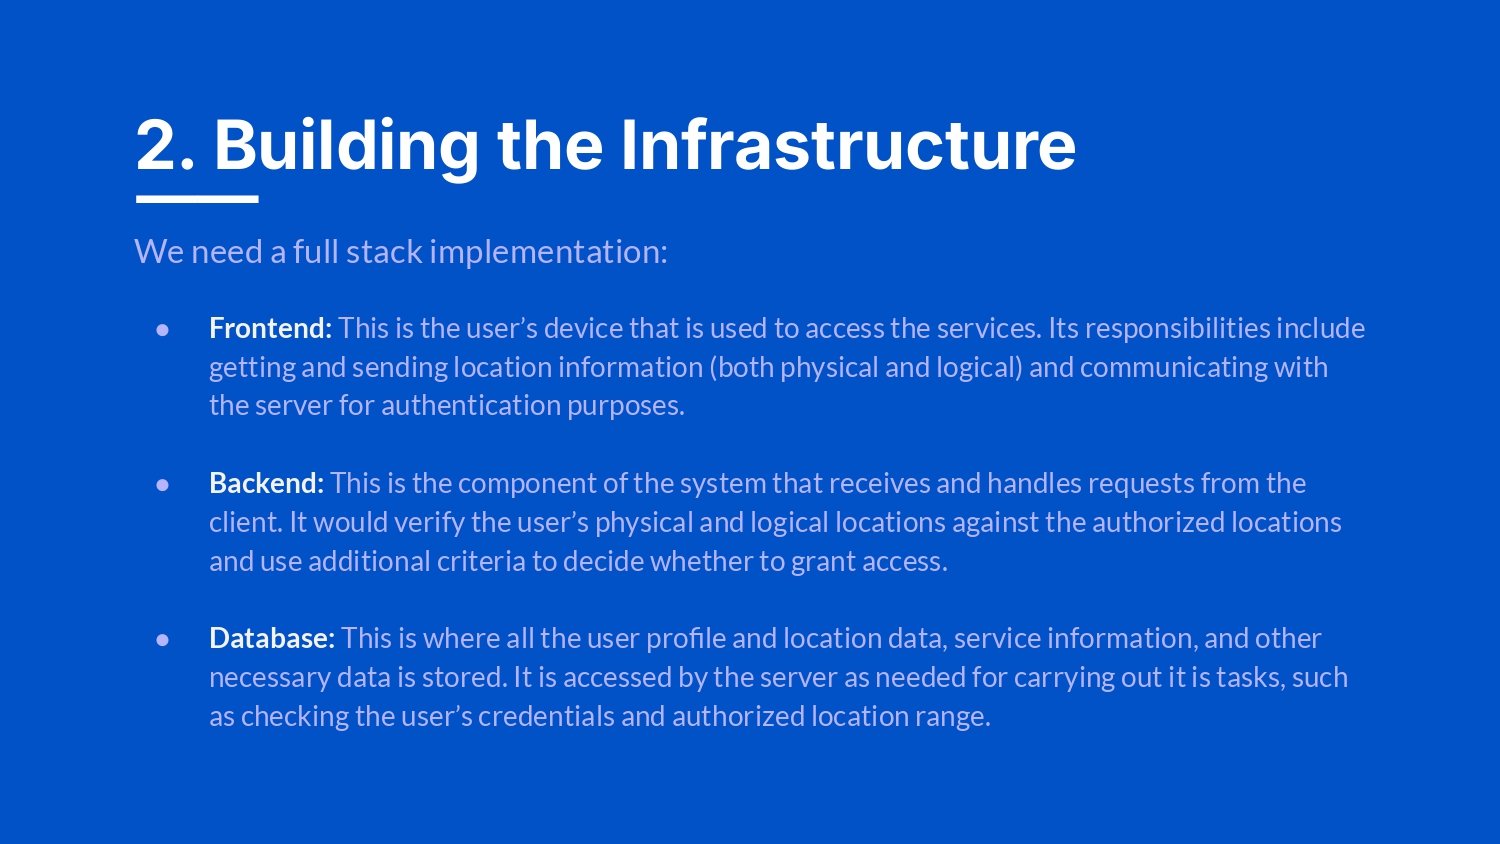 2. Building the Infrastructure
We need a full stack implementation:
● Frontend: This is the user’s device that is used to access the services. Its responsibilities include
getting and sending location information (both physical and logical) and communicating with
the server for authentication purposes.
● Backend: This is the component of the system that receives and handles requests from the
client. It would verify the user’s physical and logical locations against the authorized locations
and use additional criteria to decide whether to grant access.
● Database: This is where all the user profile and location data, service information, and other
necessary data is stored. It is accessed by the server as needed for carrying out it is tasks, such
as checking the user’s credentials and authorized location range.